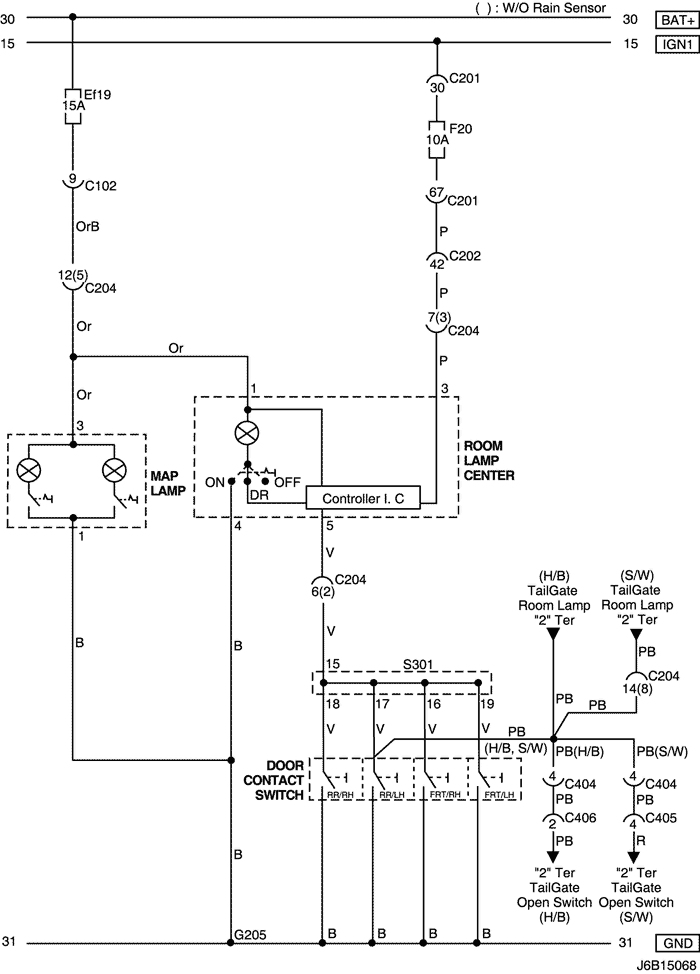 ( ) : W/O Rain Sensor
30
30
BAT+
15
15
IGN1
C201
30
Ef19
15A
F20
10A
9
C102
67
C201
OrB
P
C202
42
12(5)
C204
P
7(3)
C204
Or
Or
P
1
3
Or
3
ROOM
LAMP
CENTER
MAP
LAMP
ON
OFF
DR
Controller I. C
1
4
5
V
C204
6(2)
(H/B)
TailGate
Room Lamp
"2" Ter
(S/W)
TailGate
Room Lamp
"2" Ter
B
B
V
PB
15
S301
C204
14(8)
18
17
16
19
PB
PB
V
V
V
V
PB
(H/B, S/W)
PB(H/B)
PB(S/W)
DOOR
CONTACT
SWITCH
RR/RH
RR/LH
FRT/RH
FRT/LH
4
C404
4
C404
PB
PB
2
C406
4
C405
PB
R
B
"2" Ter
TailGate
Open Switch
(H/B)
"2" Ter
TailGate
Open Switch
(S/W)
G205
B
B
B
B
31
31
GND
J6B15068